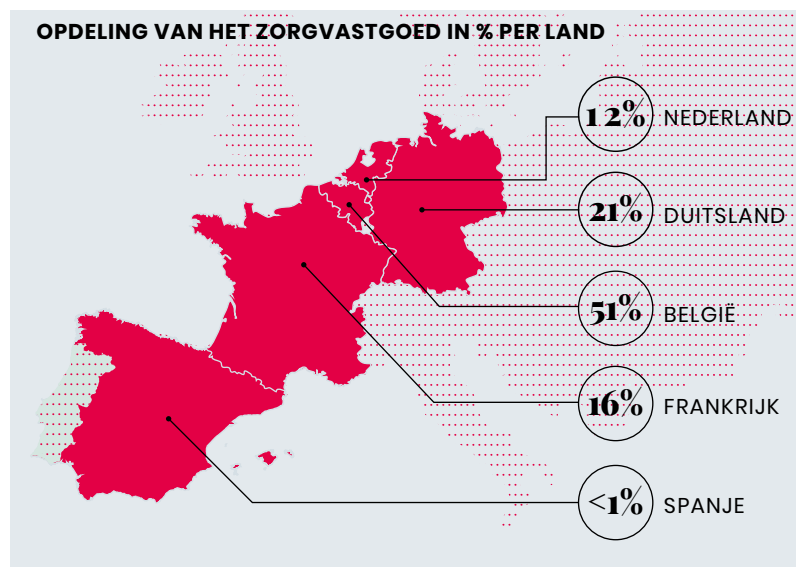 OPDELING VAN HET ZORGVASTGOED IN % PER LAND
12% NEDERLAND
21% DUITSLAND
51% BELGIË
16% FRANKRIJK
<1% SPANJE